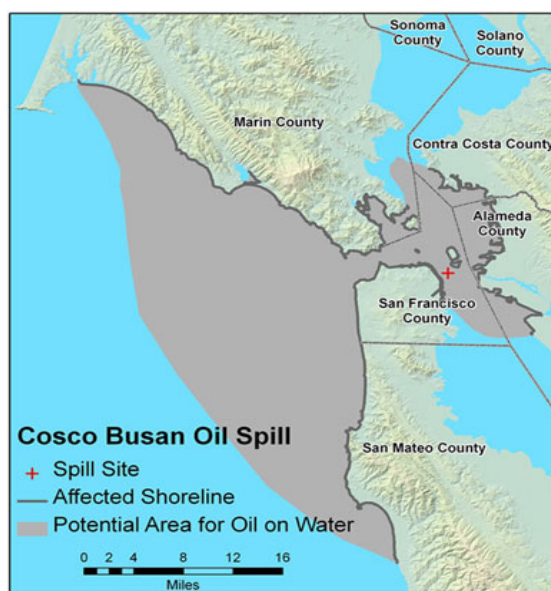 Sonoma
County
Solano
County
Marin County
Contra Costa County
Alameda
County
San Francisco
County
San Mateo County
Cosco Busan Oil Spill
Spill Site
Affected Shoreline
Potential Area for Oil on Water
0 2 4 8 12 16
Miles